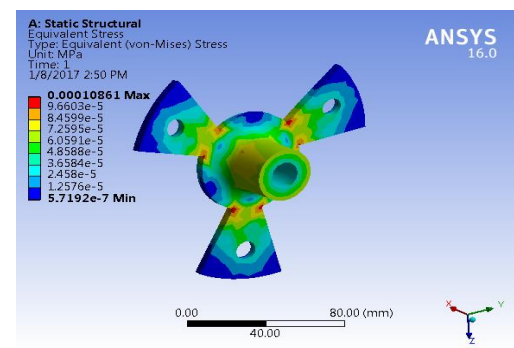 A: Static Structural
Equivalent Stress
Type: Equivalent (von-Mises) Stress
Unit: MPa
Time: 1
1/8/2017 2:50 PM
ANSYS
16.0
0.00010861 Max
9.6603e-5
8.4599e-5
7.2595e-5
6.0591e-5
4.8588e-5
3.6584e-5
2.458e-5
1.2576e-5
5.7192e-7 Min
0.00
80.00 (mm)
40.00
X
Y
Z